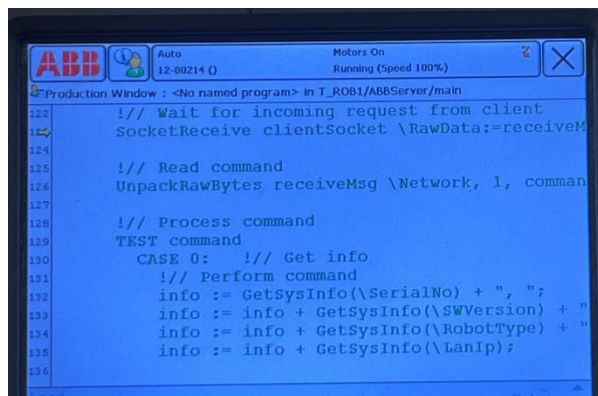 ABB
Auto
12-80214 ()
Motors On
Running (Speed 100%)
Production Window : <No named program> in T_ROB1/ABBServer/main
122 !// Wait for incoming request from client
SocketReceive clientSocket \RawData:=receiveM
124
125 !// Read command
126 UnpackRawBytes receiveMsg \Network, 1, comman
127
128 !// Process command
129 TEST command
130 CASE 0: !// Get info
131 !// Perform command
132 info := GetSysInfo(\SerialNo) + ", ";
133 info := info + GetSysInfo(\SWVersion) + "
134 info := info + GetSysInfo(\RobotType) + "
135 info := info + GetSysInfo(\LanIp);
136